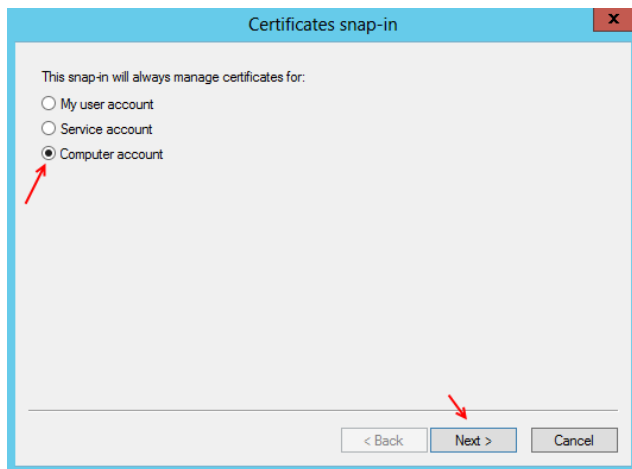 Certificates snap-in
x
This snap-in will always manage certificates for:
My user account
Service account
Computer account
< Back Next > Cancel